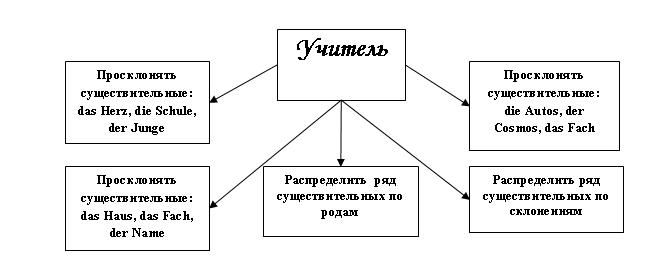 Учитель
Просклонять
существительные:
das Herz, die Schule,
der Junge
Просклонять
существительные:
die Autos, der
Cosmos, das Fach
Просклонять
существительные:
das Haus, das Fach,
der Name
Распределить ряд
существительных по
родам
Распределить ряд
существительных по
склонениям